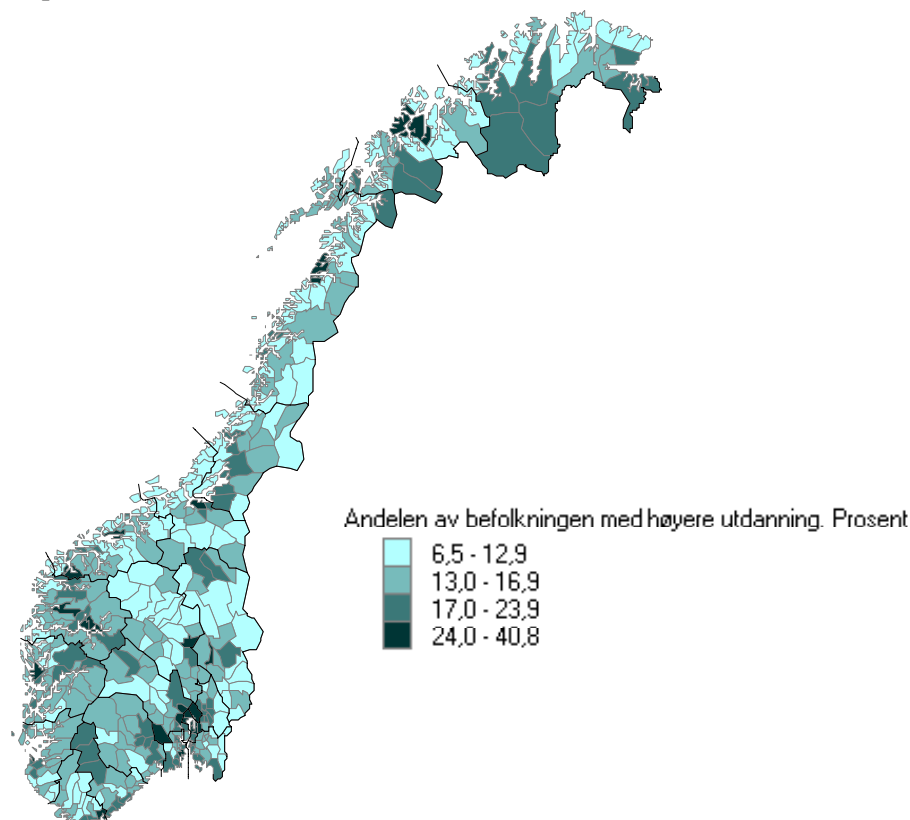 Andelen av befolkningen med høyere utdanning. Prosent
6,5 - 12,9
13,0 - 16,9
17,0 - 23,9
24,0 - 40,8